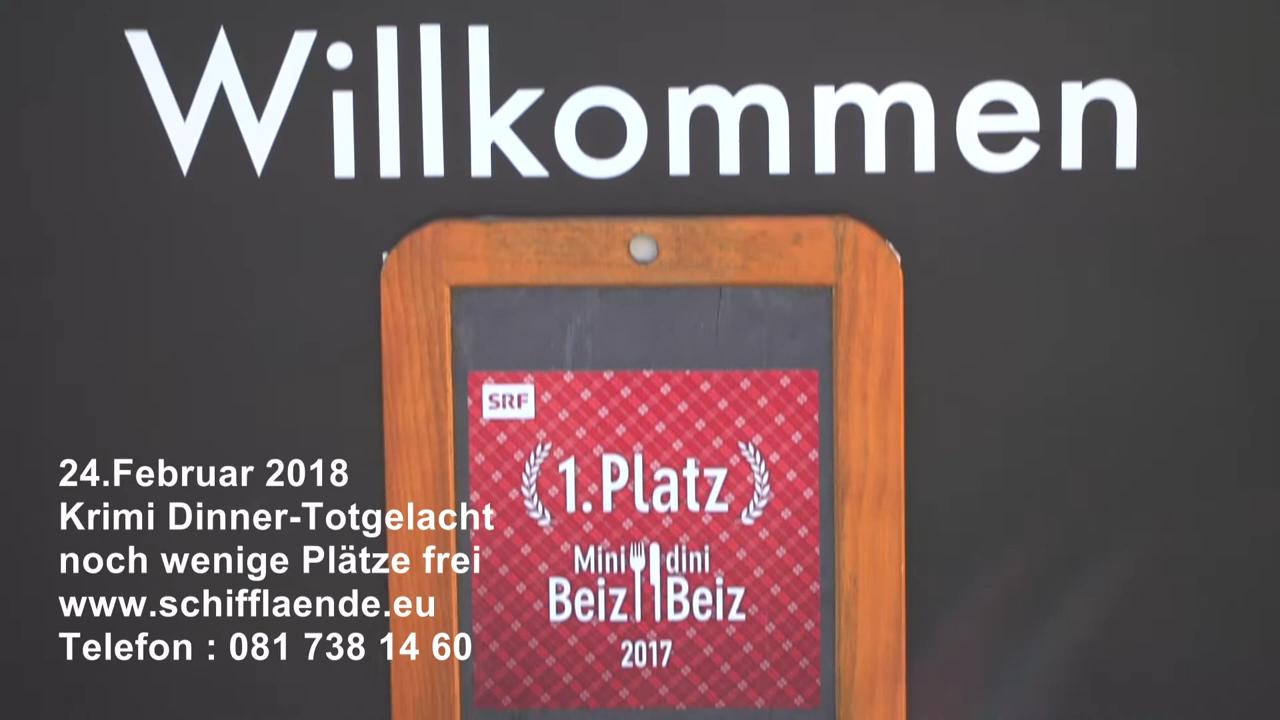 Willkommen
SRF
1.Platz
Mini dini
Beiz Beiz
2017
24.Februar 2018
Krimi Dinner-Totgelacht
noch wenige Plätze frei
www.schifflaende.eu
Telefon : 081 738 14 60